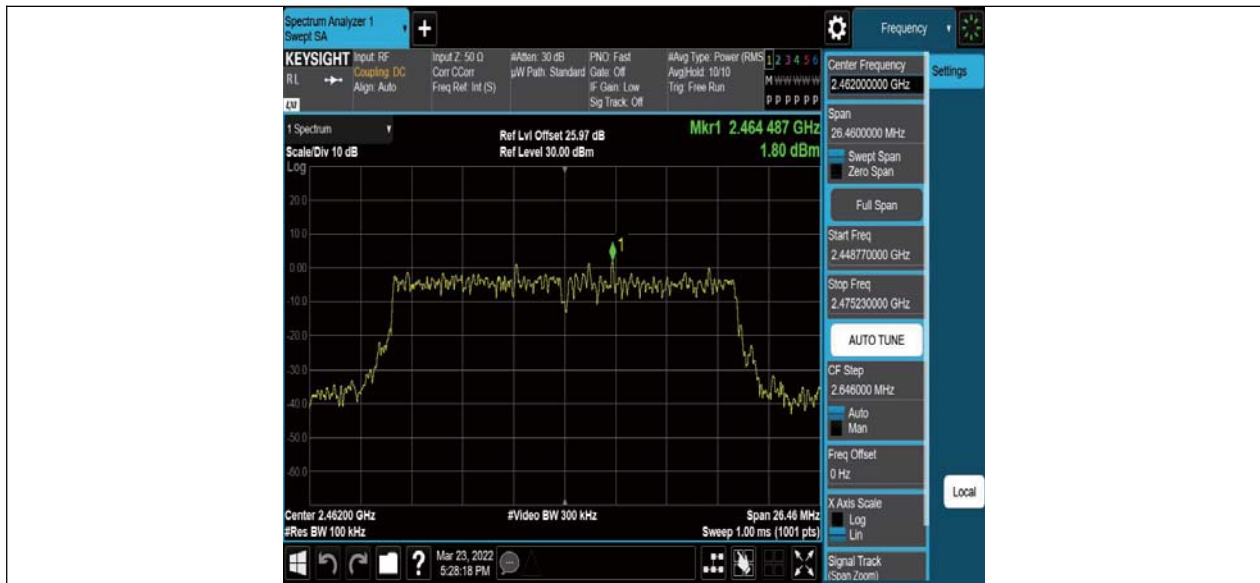 Spectrum Analyzer 1
Swept SA
+
Frequency
KEYSIGHT
RL
LXI
Input: RF
Coupling: DC
Align: Auto
Input Z: 50 Ω
Corr CCorr
Freq Ref: Int (S)
#Atten: 30 dB
µW Path: Standard
PNO: Fast
Gate: Off
IF Gain: Low
Sig Track: Off
#Avg Type: Power (RMS
Avg|Hold: 10/10
Trig: Free Run
1 2 3 4 5 6
M W W W W W
P P P P P P
1 Spectrum
Scale/Div 10 dB
Ref Lvl Offset 25.97 dB
Ref Level 30.00 dBm
Mkr1 2.464 487 GHz
1.80 dBm
Log
20.0
10.0
0.00
-10.0
-20.0
-30.0
-40.0
-50.0
-60.0
1
Center 2.46200 GHz
#Res BW 100 kHz
#Video BW 300 kHz
Span 26.46 MHz
Sweep 1.00 ms (1001 pts)
Center Frequency
2.462000000 GHz
Settings
Span
26.4600000 MHz
Swept Span
Zero Span
Full Span
Start Freq
2.448770000 GHz
Stop Freq
2.475230000 GHz
AUTO TUNE
CF Step
2.646000 MHz
Auto
Man
Freq Offset
0 Hz
X Axis Scale
Log
Lin
Local
Signal Track
(Span Zoom)
?
Mar 23, 2022
5:28:18 PM